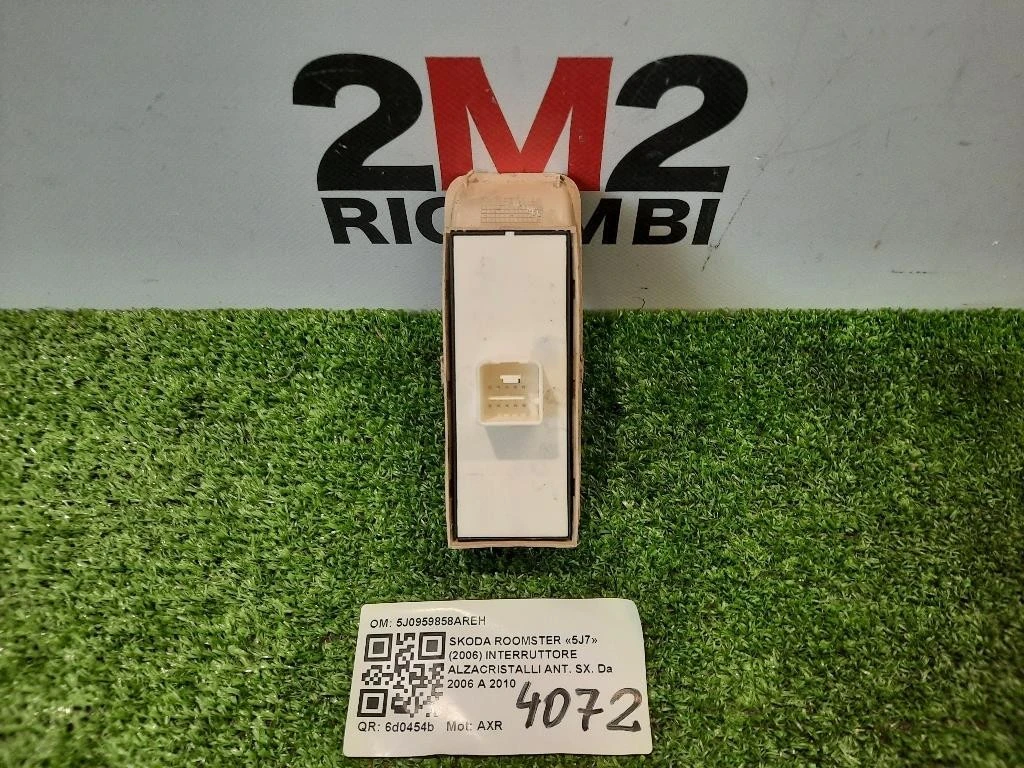 2M2
RICAMBI
OM: 5J0959858AREH
SKODA ROOMSTER «5J7»
(2006) INTERRUTTORE
ALZACRISTALLI ANT. SX. Da
2006 A 2010
4072
QR: 6d0454b Mot: AXR